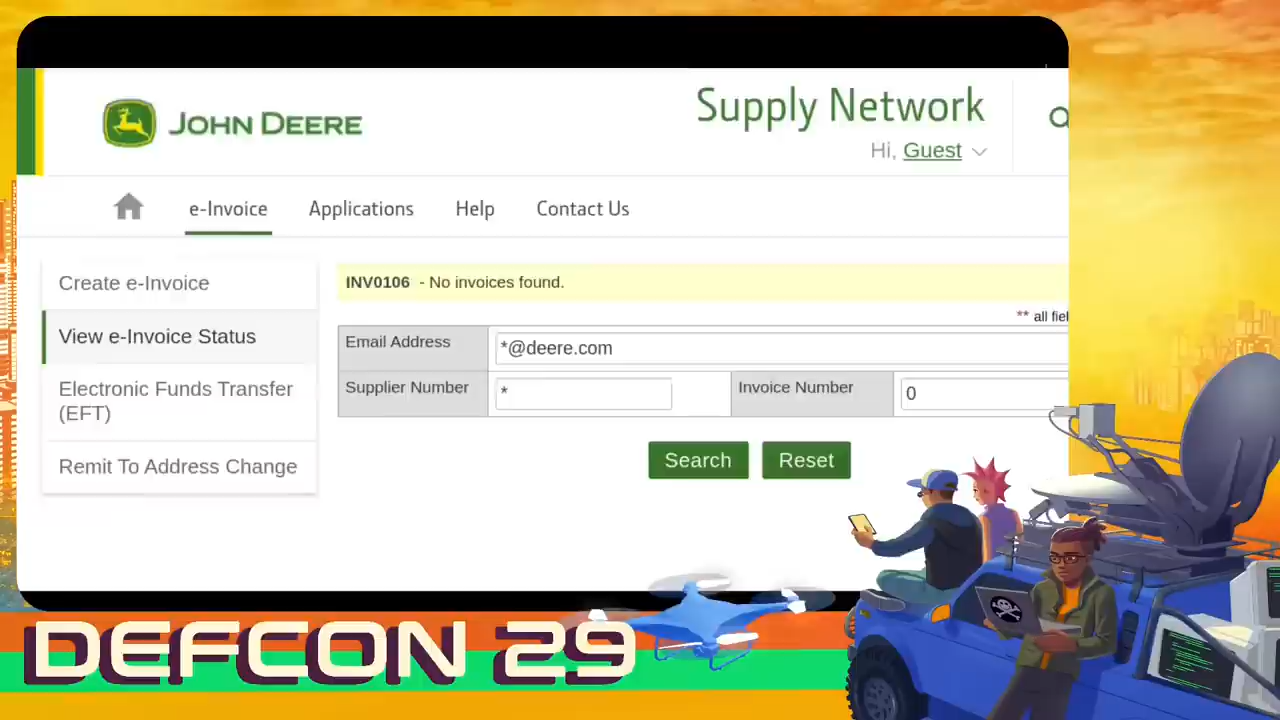 JOHN DEERE
Supply Network
Hi, Guest
e-Invoice Applications Help Contact Us
Create e-Invoice
View e-Invoice Status
Electronic Funds Transfer
(EFT)
Remit To Address Change
INV0106 - No invoices found.
** all fiel
Email Address *@deere.com
Supplier Number * Invoice Number 0
Search Reset
DEFCON 29